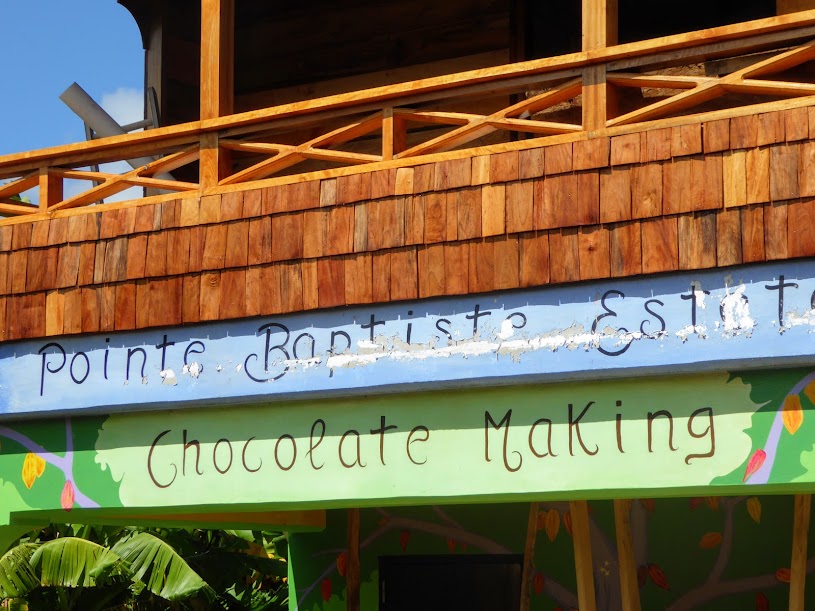 Pointe Baptiste Estate
Chocolate Making